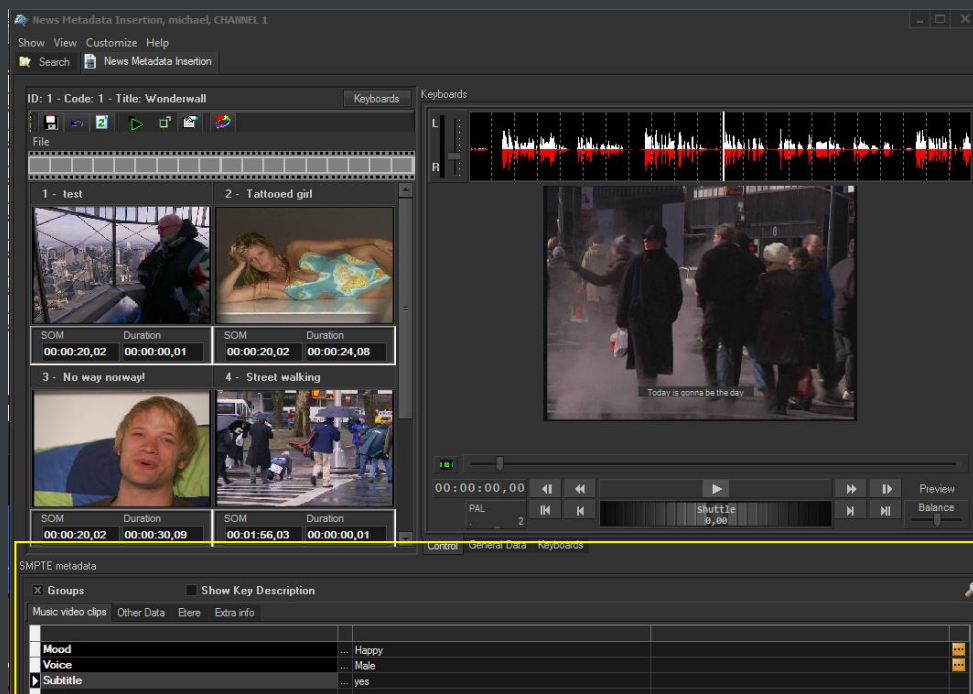 News Metadata Insertion, michael, CHANNEL 1
Show View Customize Help
Search News Metadata Insertion
ID: 1 - Code: 1 - Title: Wonderwall
Keyboards
File
1 - test
2 - Tattooed girl
SOM Duration
00:00:20,02 00:00:00,01
SOM Duration
00:00:20,02 00:00:24,08
3 - No way norway!
4 - Street walking
SOM Duration
00:00:20,02 00:00:30,09
SOM Duration
00:01:56,03 00:00:00,01
Keyboards
L
R
Today is gonna be the day
00:00:00,00
Preview
PAL
. _ 2
Shuttle
0,00
Balance
Control General Data Keyboards
SMPTE metadata
x Groups Show Key Description
Music video clips Other Data Etere Extra info
Mood ... Happy ...
Voice ... Male ...
Subtitle ... yes